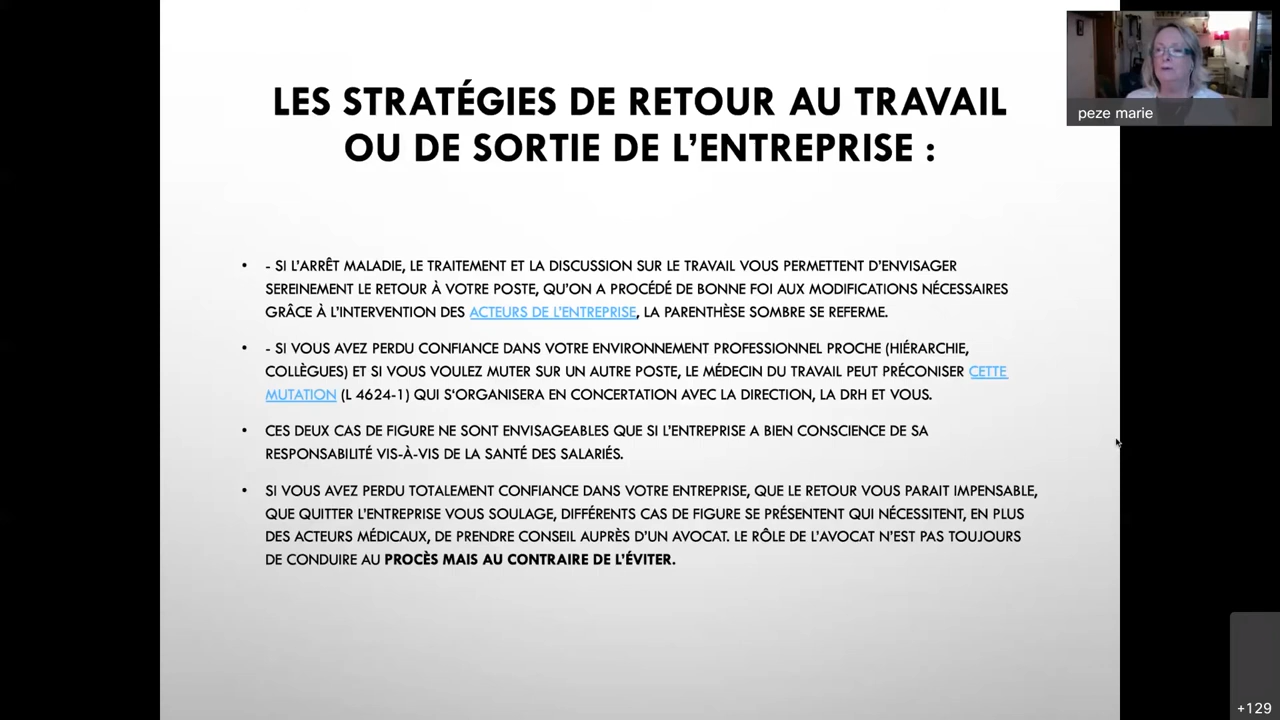 LES STRATÉGIES DE RETOUR AU TRAVAIL
OU DE SORTIE DE L’ENTREPRISE :
peze marie
• - SI L’ARRÊT MALADIE, LE TRAITEMENT ET LA DISCUSSION SUR LE TRAVAIL VOUS PERMETTENT D’ENVISAGER
SEREINEMENT LE RETOUR À VOTRE POSTE, QU’ON A PROCÉDÉ DE BONNE FOI AUX MODIFICATIONS NÉCESSAIRES
GRÂCE À L’INTERVENTION DES ACTEURS DE L’ENTREPRISE, LA PARENTHÈSE SOMBRE SE REFERME.
• - SI VOUS AVEZ PERDU CONFIANCE DANS VOTRE ENVIRONNEMENT PROFESSIONNEL PROCHE (HIÉRARCHIE,
COLLÈGUES) ET SI VOUS VOULEZ MUTER SUR UN AUTRE POSTE, LE MÉDECIN DU TRAVAIL PEUT PRÉCONISER CETTE
MUTATION (L 4624-1) QUI S‘ORGANISERA EN CONCERTATION AVEC LA DIRECTION, LA DRH ET VOUS.
• CES DEUX CAS DE FIGURE NE SONT ENVISAGEABLES QUE SI L’ENTREPRISE A BIEN CONSCIENCE DE SA
RESPONSABILITÉ VIS-À-VIS DE LA SANTÉ DES SALARIÉS.
• SI VOUS AVEZ PERDU TOTALEMENT CONFIANCE DANS VOTRE ENTREPRISE, QUE LE RETOUR VOUS PARAIT IMPENSABLE,
QUE QUITTER L’ENTREPRISE VOUS SOULAGE, DIFFÉRENTS CAS DE FIGURE SE PRÉSENTENT QUI NÉCESSITENT, EN PLUS
DES ACTEURS MÉDICAUX, DE PRENDRE CONSEIL AUPRÈS D’UN AVOCAT. LE RÔLE DE L’AVOCAT N’EST PAS TOUJOURS
DE CONDUIRE AU PROCÈS MAIS AU CONTRAIRE DE L’ÉVITER.
+129